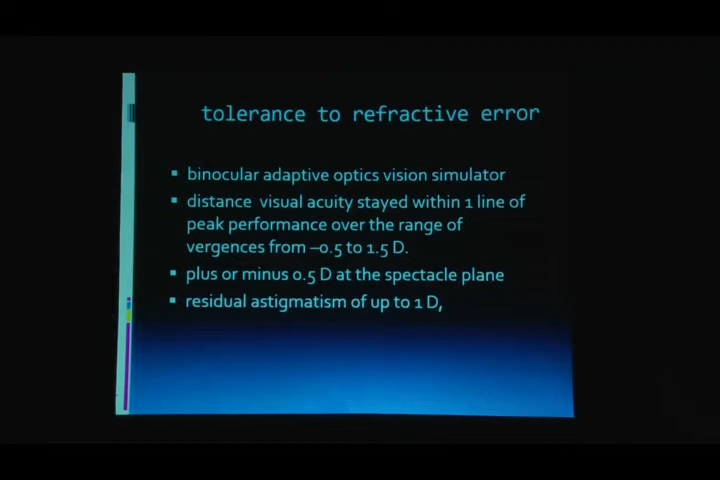 tolerance to refractive error
▪ binocular adaptive optics vision simulator
▪ distance visual acuity stayed within 1 line of
peak performance over the range of
vergences from –0.5 to 1.5 D.
▪ plus or minus 0.5 D at the spectacle plane
▪ residual astigmatism of up to 1 D,